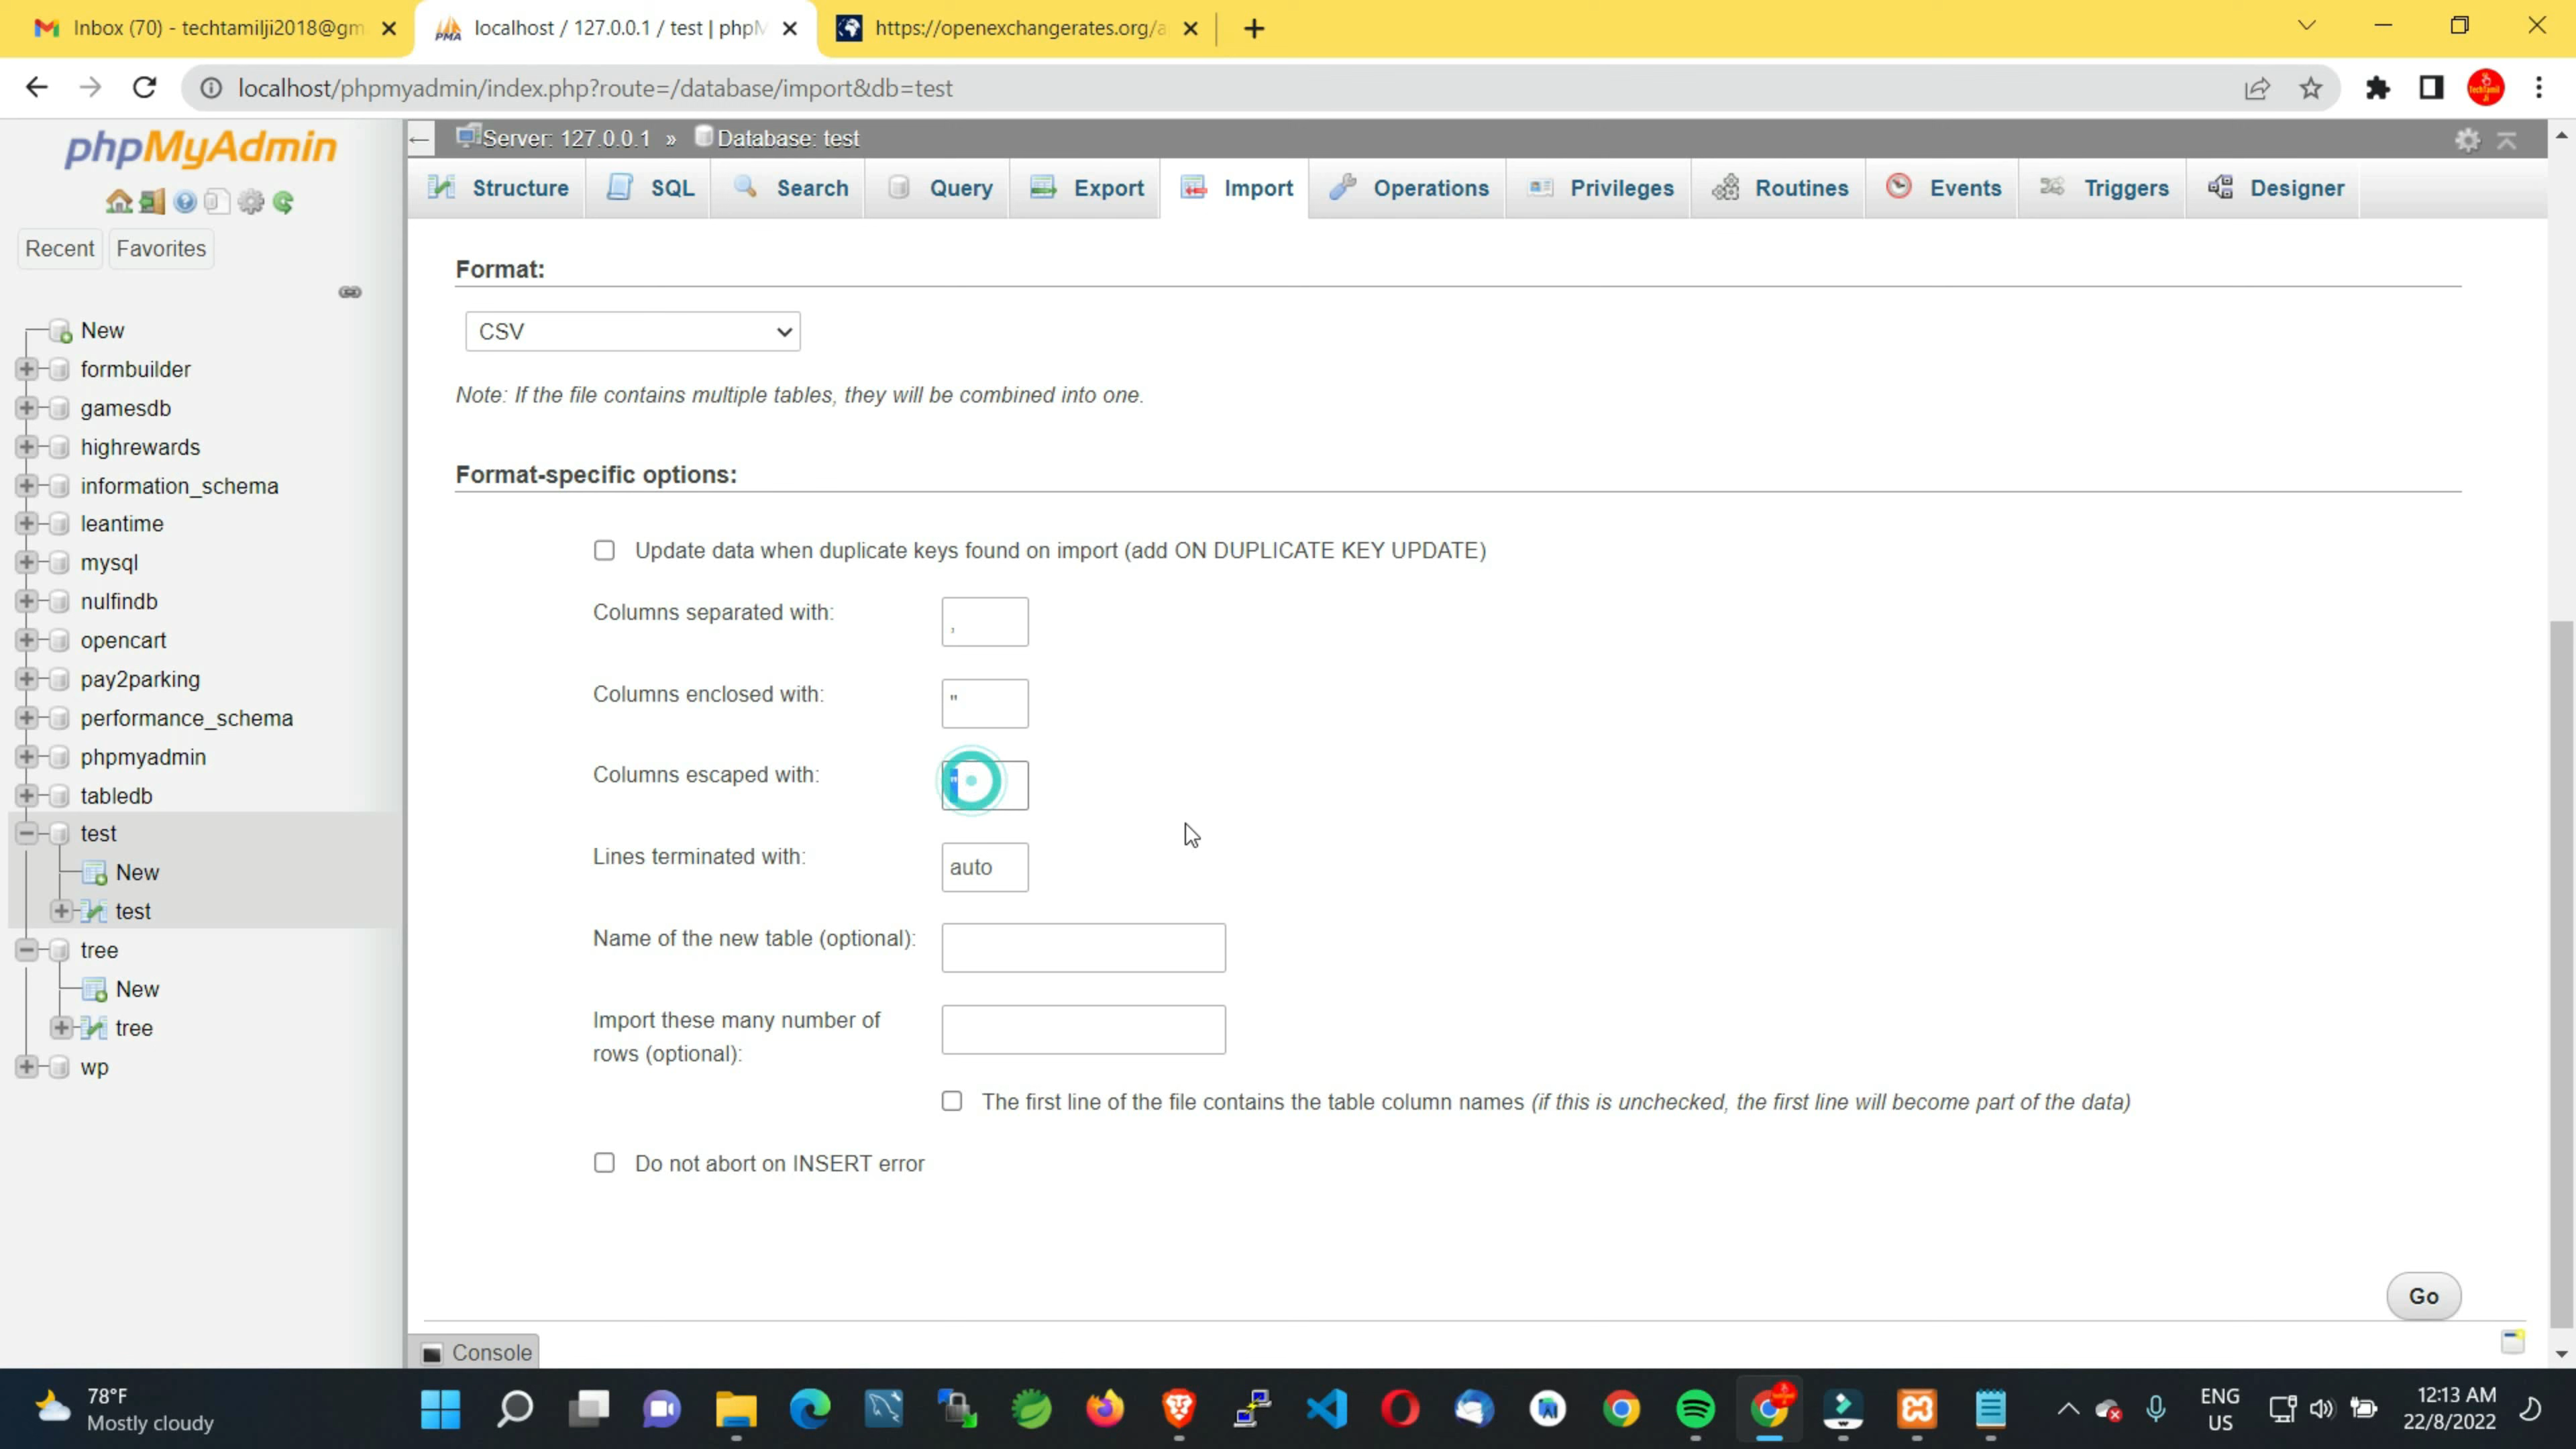 Inbox (70) - techtamilji2018@gm
localhost / 127.0.0.1 / test | phpM
https://openexchangerates.org/a
localhost/phpmyadmin/index.php?route=/database/import&db=test
phpMyAdmin
Server: 127.0.0.1 » Database: test
Structure SQL Search Query Export Import Operations Privileges Routines Events Triggers Designer
Recent Favorites
New
formbuilder
gamesdb
highrewards
information_schema
leantime
mysql
nulfindb
opencart
pay2parking
performance_schema
phpmyadmin
tabledb
test
New
test
tree
New
tree
wp
Format:
CSV
Note: If the file contains multiple tables, they will be combined into one.
Format-specific options:
Update data when duplicate keys found on import (add ON DUPLICATE KEY UPDATE)
Columns separated with: ,
Columns enclosed with: "
Columns escaped with: "
Lines terminated with: auto
Name of the new table (optional):
Import these many number of
rows (optional):
The first line of the file contains the table column names (if this is unchecked, the first line will become part of the data)
Do not abort on INSERT error
Go
Console
78°F
Mostly cloudy
ENG
US
12:13 AM
22/8/2022